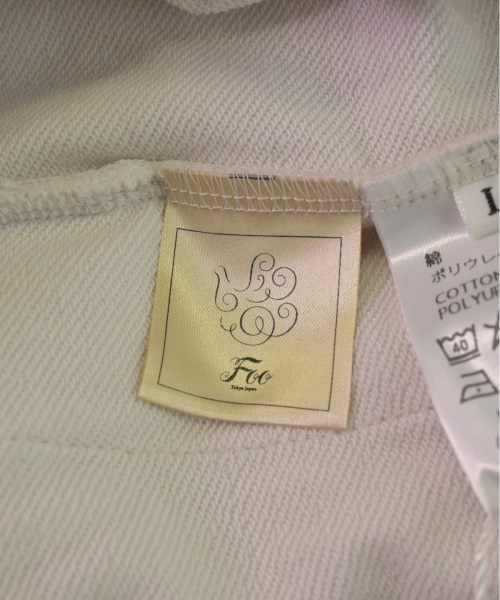 Foo
Tokyo Japan
綿
ポリウレ
COTTON
POLYUR
40